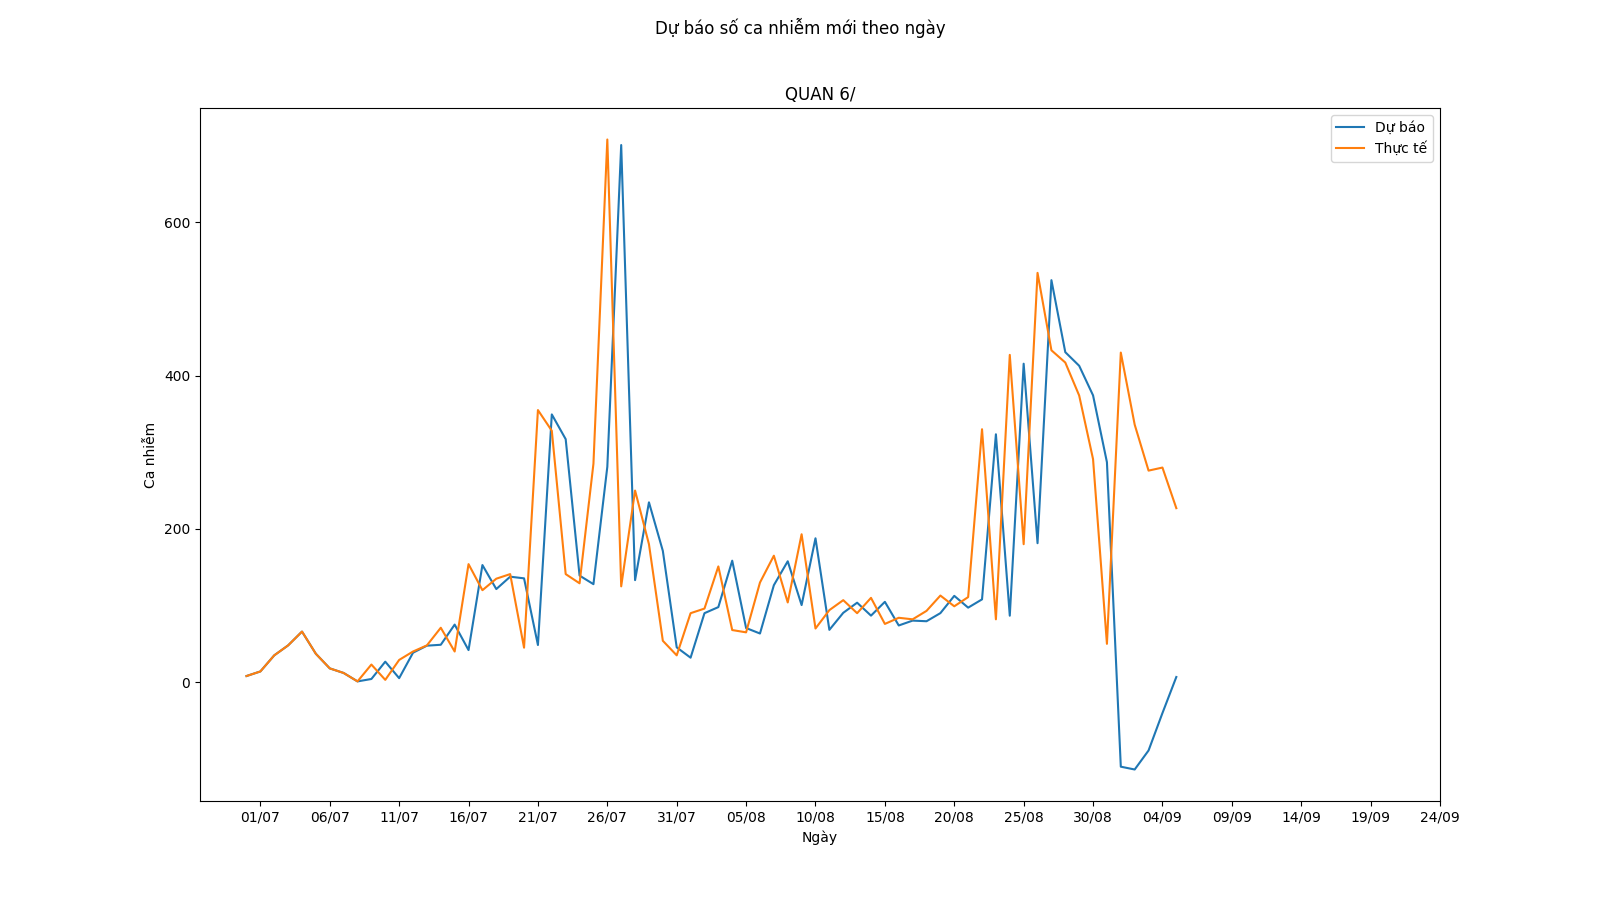 Dự báo số ca nhiễm mới theo ngày
QUAN 6/
Dự báo
Thực tế
600
400
200
0
Ca nhiễm
01/07 06/07 11/07 16/07 21/07 26/07 31/07 05/08 10/08 15/08 20/08 25/08 30/08 04/09 09/09 14/09 19/09 24/09
Ngày